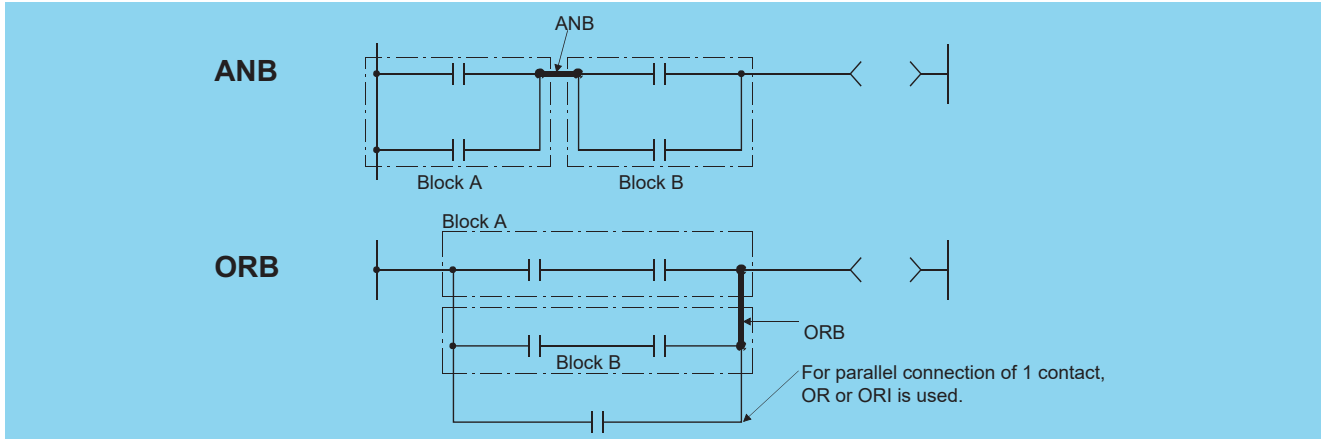 ANB
ANB
Block A
Block B
Block A
ORB
ORB
Block B
For parallel connection of 1 contact,
OR or ORI is used.